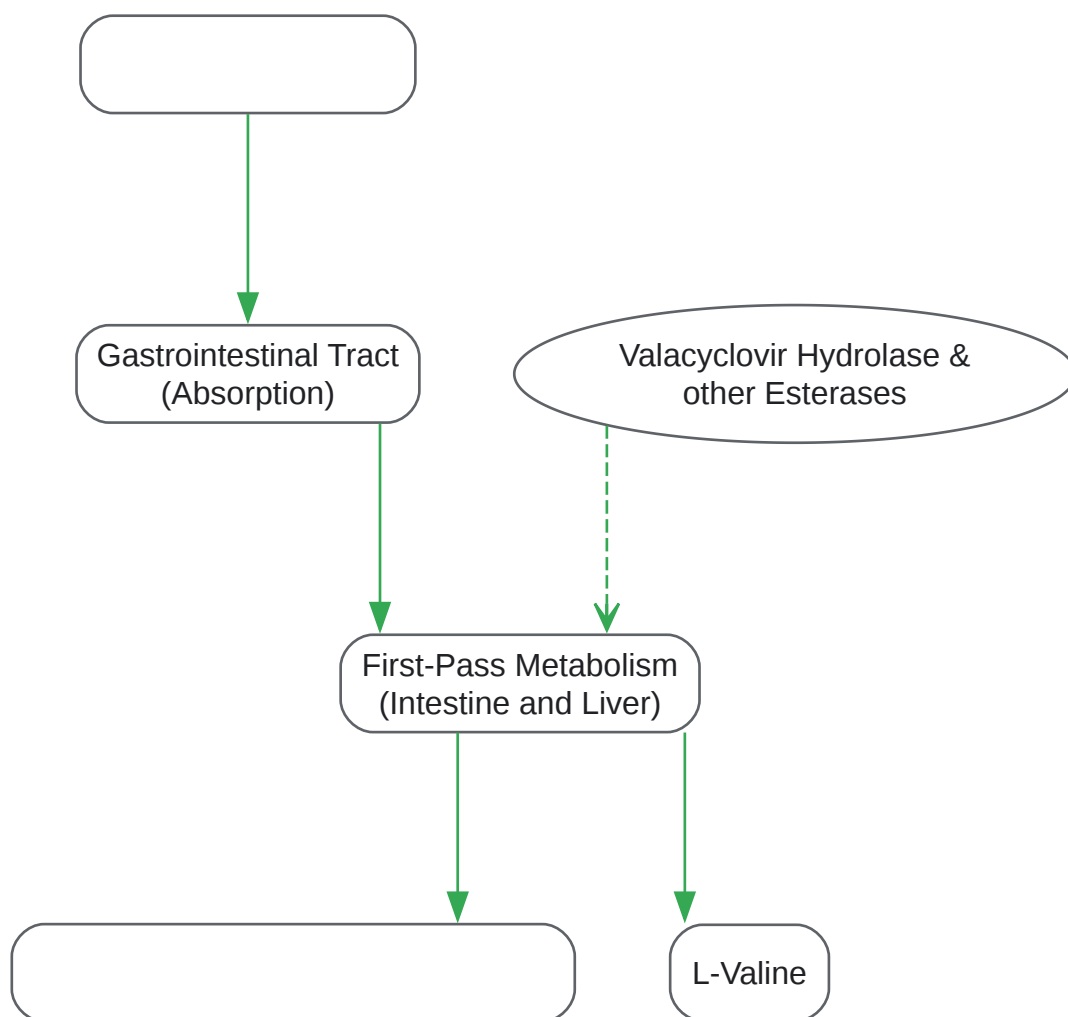 Gastrointestinal Tract
(Absorption)
Valacyclovir Hydrolase &
other Esterases
First-Pass Metabolism
(Intestine and Liver)
L-Valine